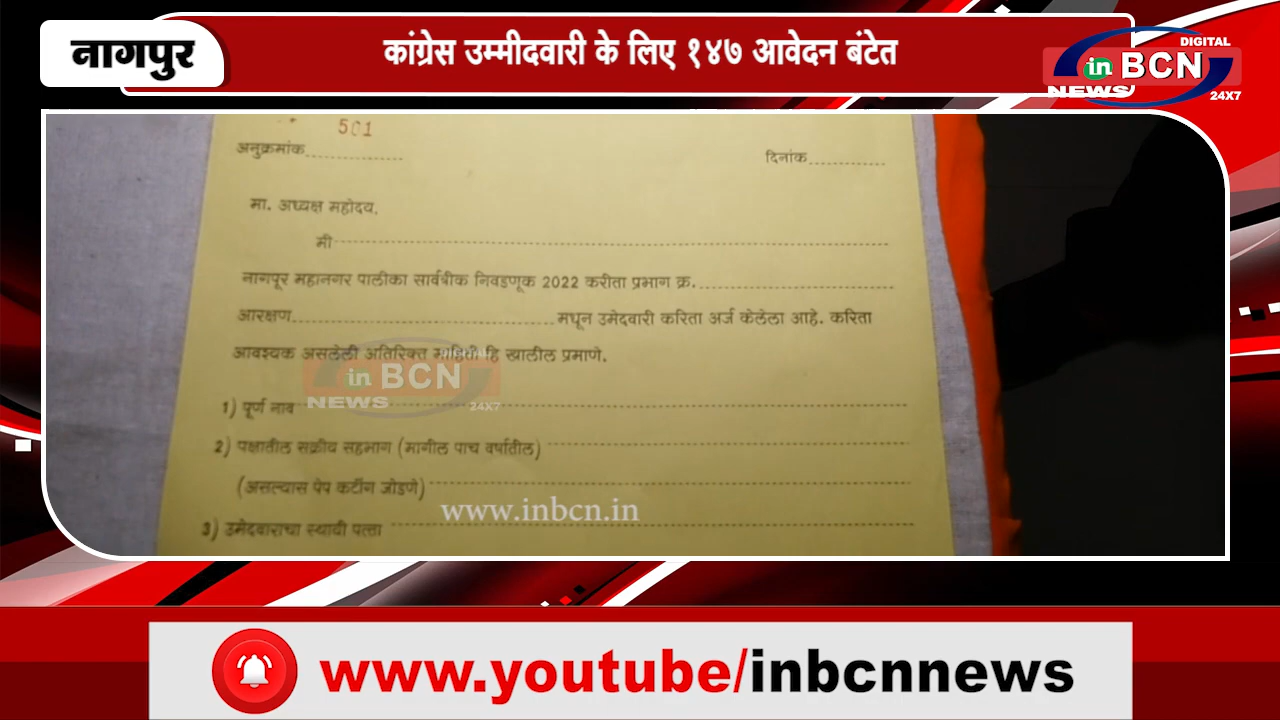 नागपुर
कांग्रेस उम्मीदवारी के लिए १४७ आवेदन बंटेत
DIGITAL
in BCN
NEWS
24X7
501
अनुक्रमांक
दिनांक
मा. अध्यक्ष महोदय,
मी
नागपूर महानगर पालीका सार्वत्रीक निवडणूक 2022 करीता प्रभाग क्र.
आरक्षण मधून उमेदवारी करिता अर्ज केलेला आहे. करिता
आवश्यक असलेली अतिरिक्त माहिती हि खालील प्रमाणे.
in BCN
NEWS
24X7
1) पूर्ण नाव
2) पक्षातील सक्रीय सहभाग (मागील पाच वर्षातील)
(असल्यास पेप कर्टींग जोडणे)
www.inbcn.in
3) उमेदवाराचा स्थायी पत्ता
www.youtube/inbcnnews